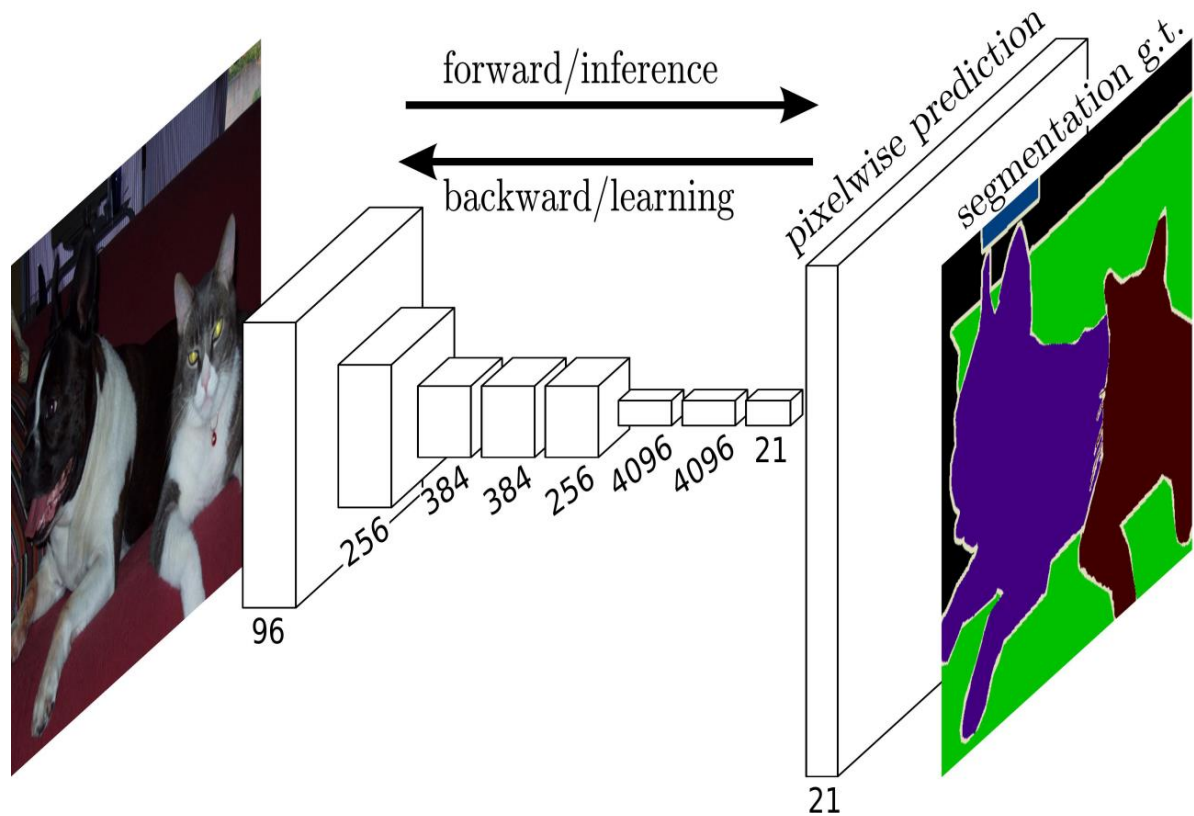 forward/inference
backward/learning
pixelwise prediction
segmentation g.t.
96
256
384
384
256
4096
4096
21
21